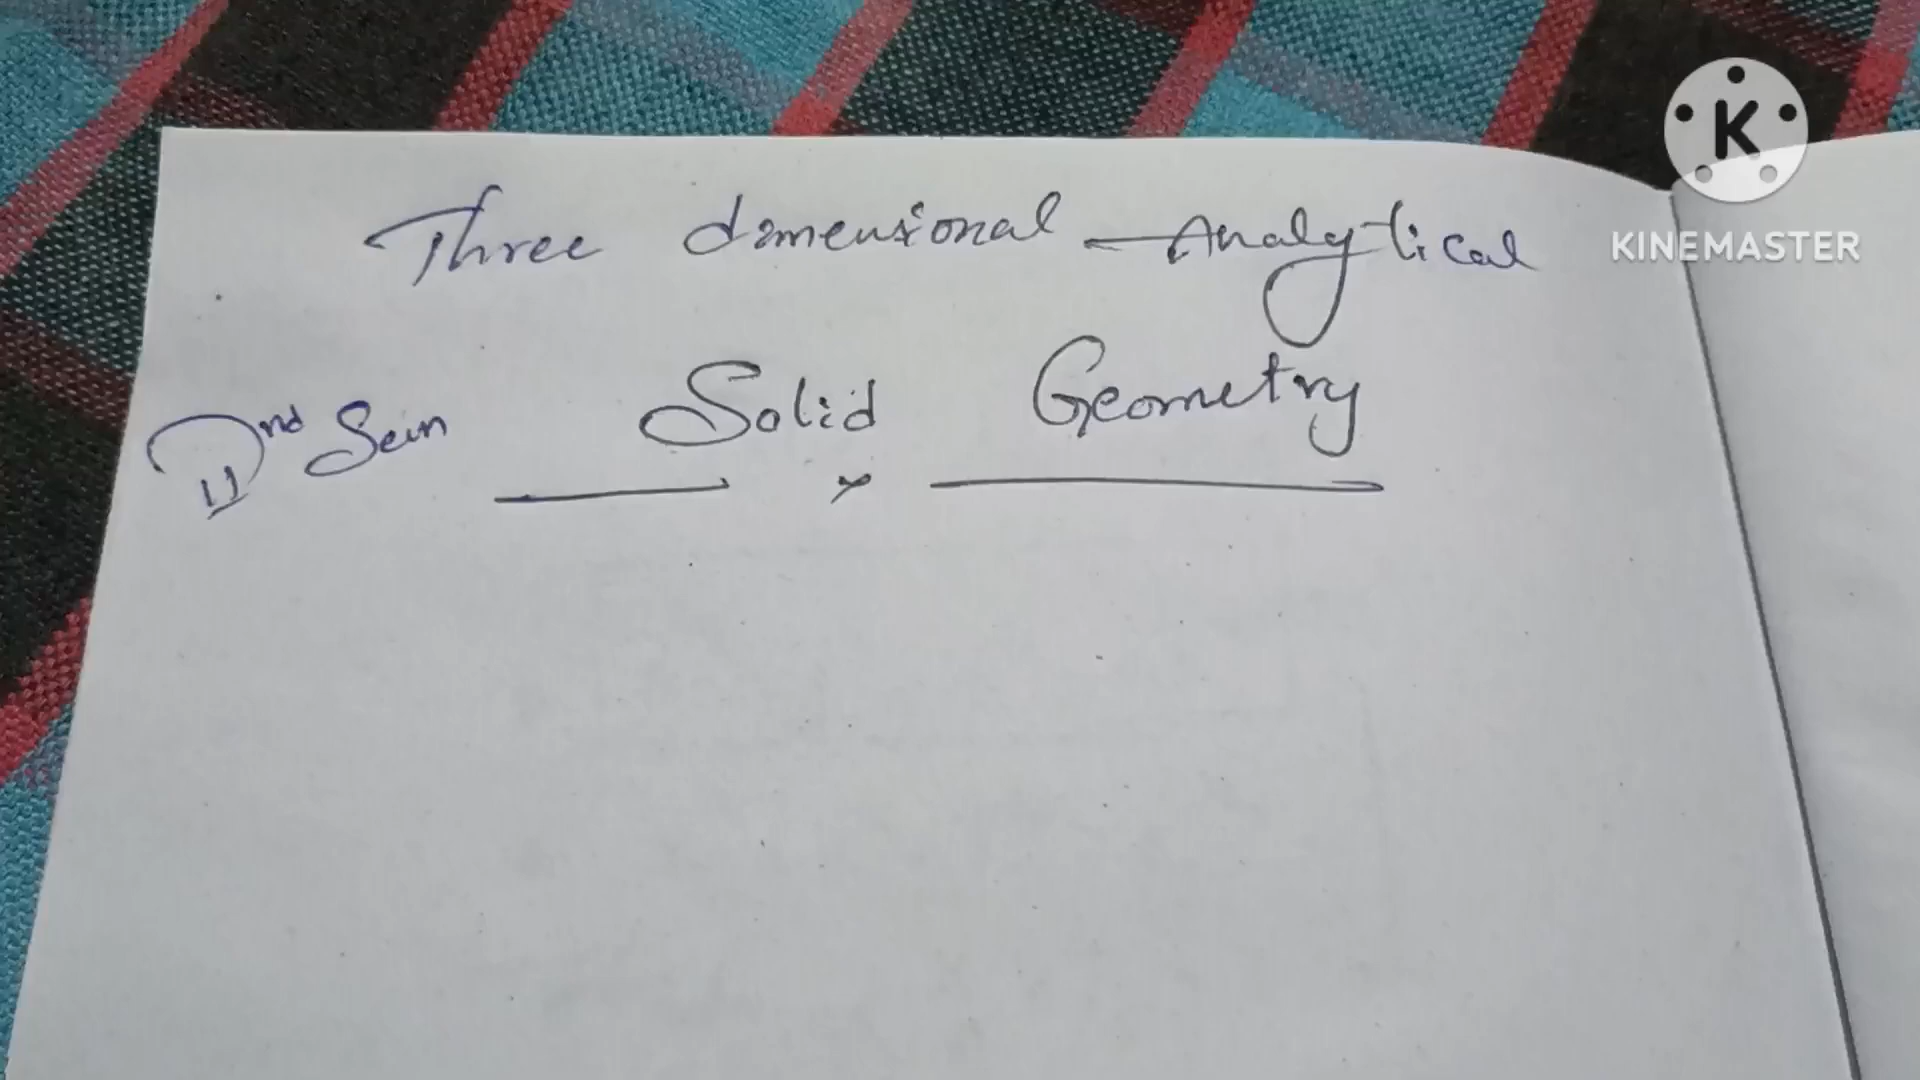 Three dimensional Analytical
Solid Geometry
IInd Sem
K
KINEMASTER